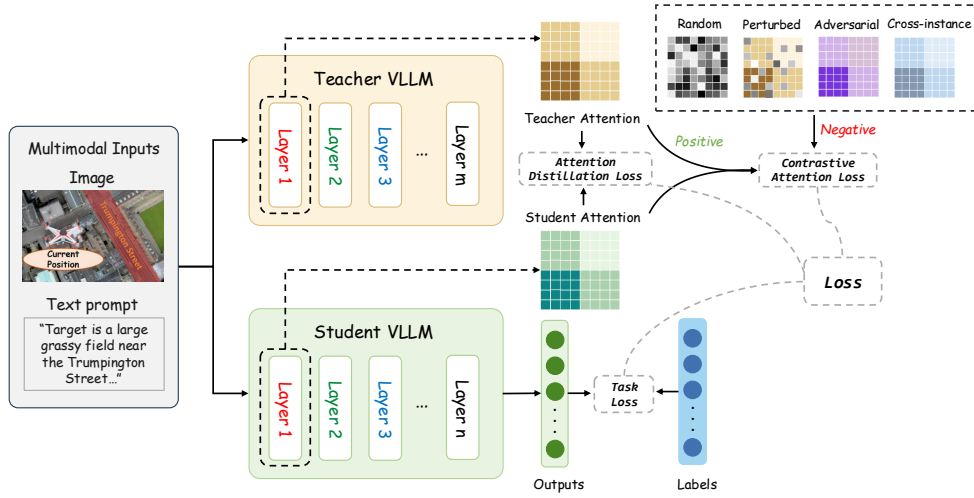 Multimodal Inputs
Image
Trumpington
Street
Current
Position
Text prompt
“Target is a large
grassy field near
the Trumpington
Street…”
Teacher VLLM
Layer 1
Layer 2
Layer 3
...
Layer m
Student VLLM
Layer 1
Layer 2
Layer 3
...
Layer n
Teacher Attention
Attention
Distillation Loss
Student Attention
Random
Perturbed
Adversarial
Cross-instance
Positive
Negative
Contrastive
Attention Loss
Loss
Task
Loss
Outputs
Labels